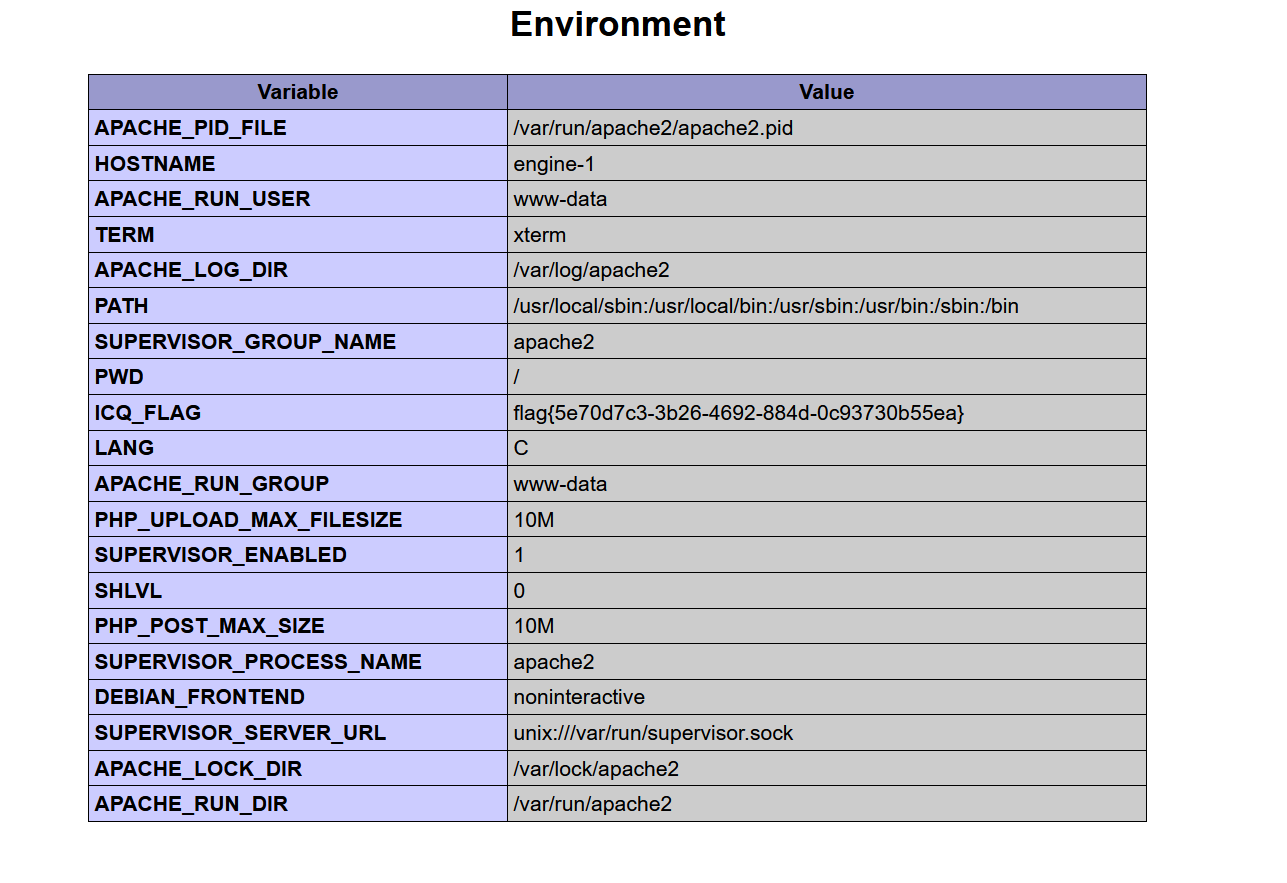 Environment
Variable Value
APACHE_PID_FILE /var/run/apache2/apache2.pid
HOSTNAME engine-1
APACHE_RUN_USER www-data
TERM xterm
APACHE_LOG_DIR /var/log/apache2
PATH /usr/local/sbin:/usr/local/bin:/usr/sbin:/usr/bin:/sbin:/bin
SUPERVISOR_GROUP_NAME apache2
PWD /
ICQ_FLAG flag{5e70d7c3-3b26-4692-884d-0c93730b55ea}
LANG C
APACHE_RUN_GROUP www-data
PHP_UPLOAD_MAX_FILESIZE 10M
SUPERVISOR_ENABLED 1
SHLVL 0
PHP_POST_MAX_SIZE 10M
SUPERVISOR_PROCESS_NAME apache2
DEBIAN_FRONTEND noninteractive
SUPERVISOR_SERVER_URL unix:///var/run/supervisor.sock
APACHE_LOCK_DIR /var/lock/apache2
APACHE_RUN_DIR /var/run/apache2